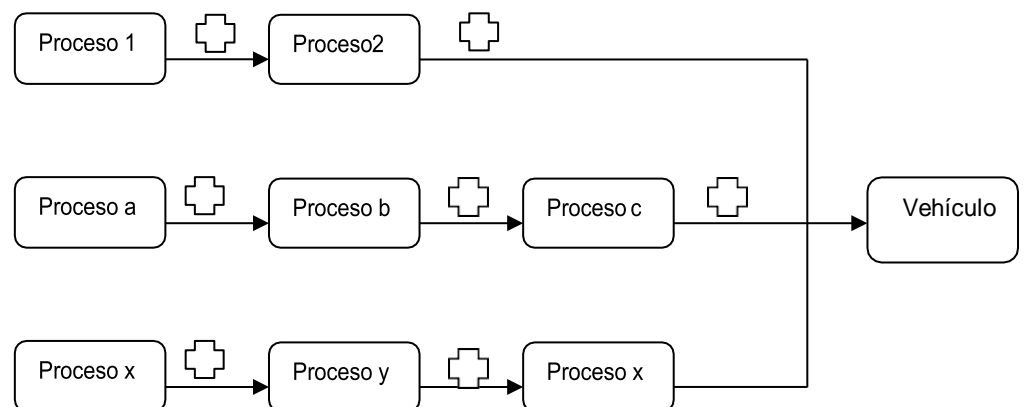 Proceso 1
Proceso2
Proceso a
Proceso b
Proceso c
Vehículo
Proceso x
Proceso y
Proceso x